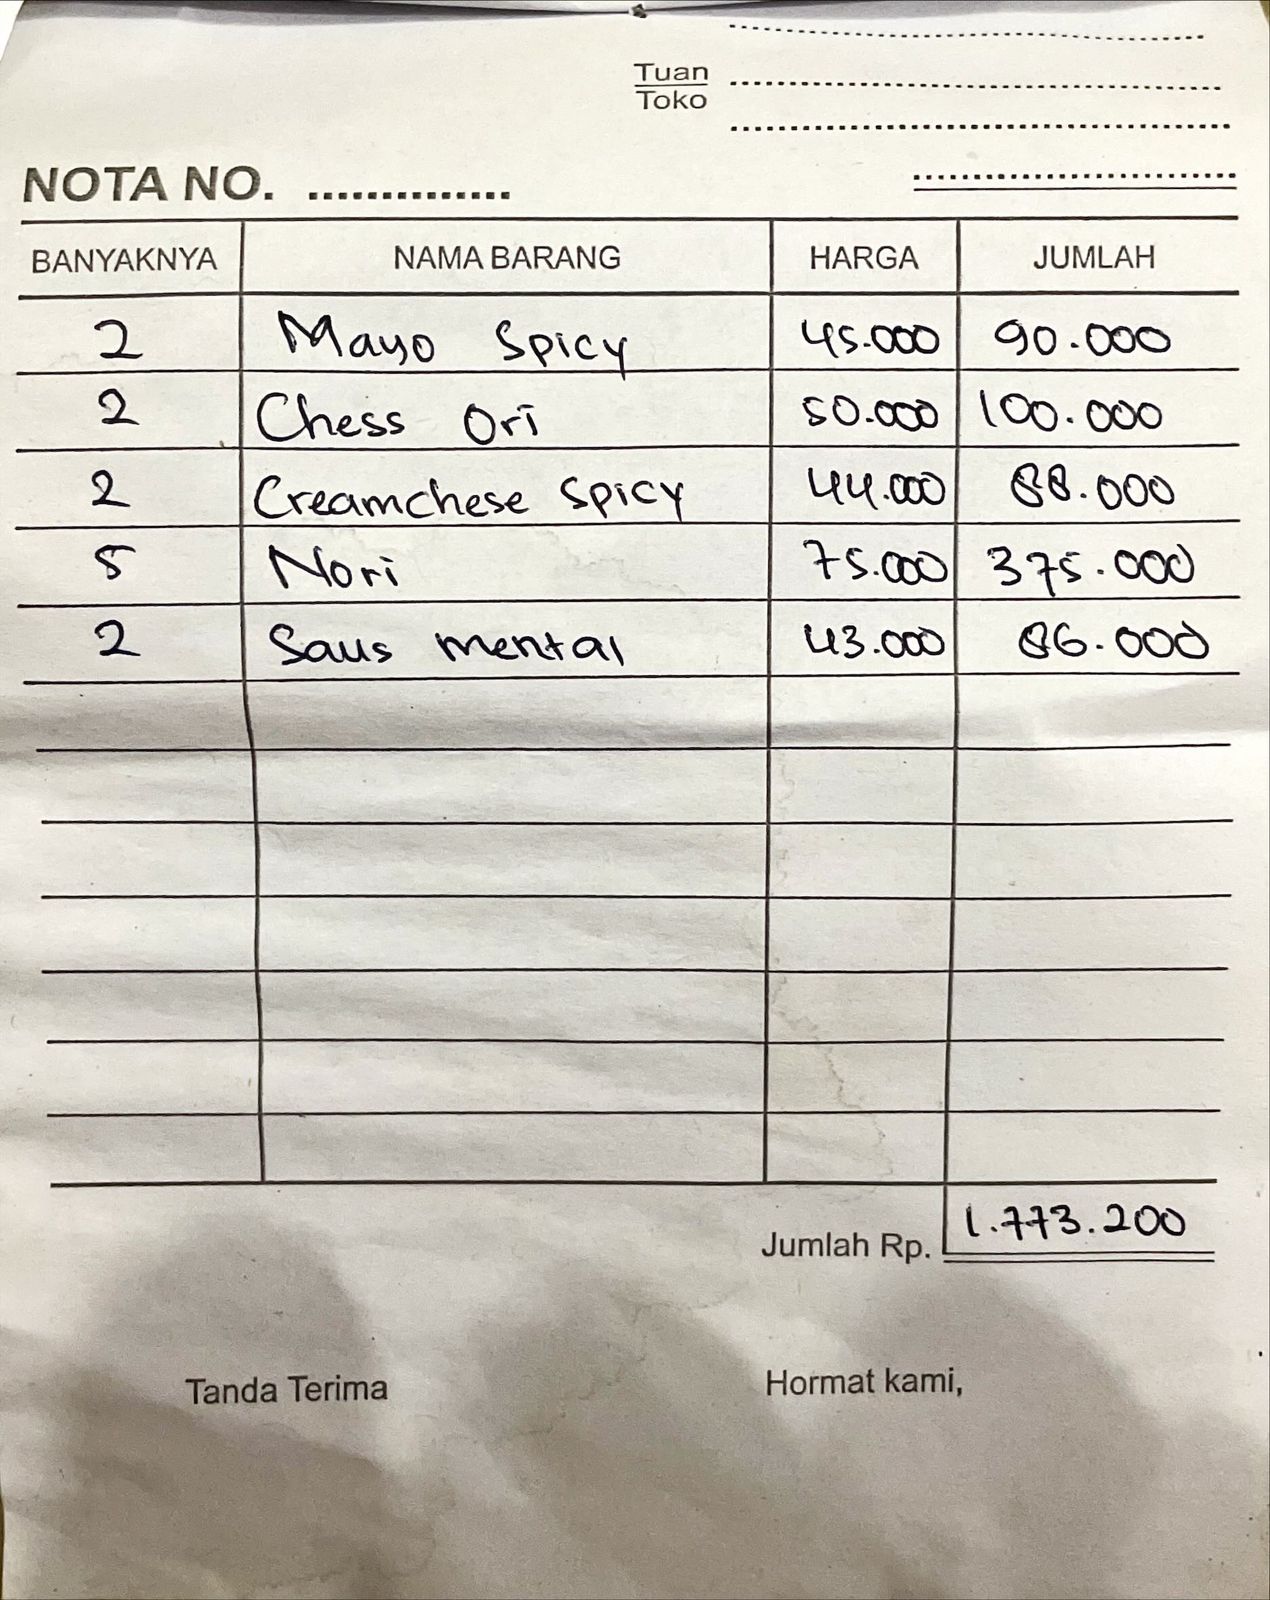 Tuan
Toko
NOTA NO. ..............
BANYAKNYA NAMA BARANG HARGA JUMLAH
2 Mayo Spicy 45.000 90.000
2 Chess Ori 50.000 100.000
2 Creamchese Spicy 44.000 88.000
5 Nori 75.000 375.000
2 Saus mental 43.000 86.000
Jumlah Rp. 1.773.200
Tanda Terima Hormat kami,